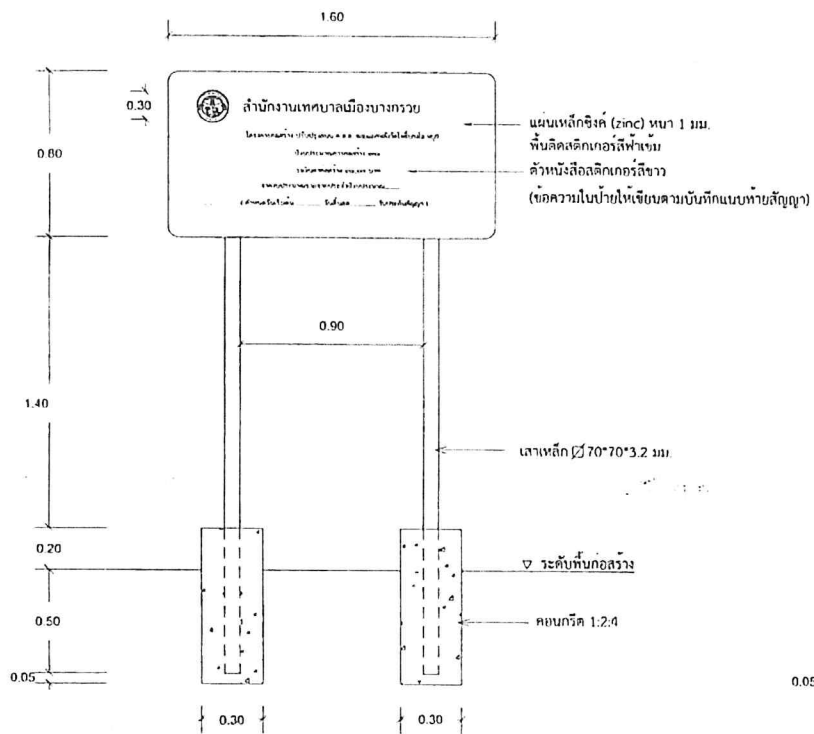 1.60
0.30
0.80
สำนักงานเทศบาลเมืองบางกรวย
แผ่นเหล็กซิงค์ (zinc) หนา 1 มม.
พื้นติดสติกเกอร์สีฟ้าเข้ม
ตัวหนังสือสติกเกอร์สีขาว
(ข้อความในป้ายให้เขียนตามบันทึกแนบท้ายสัญญา)
0.90
1.40
เสาเหล็ก 70*70*3.2 มม.
0.20
ระดับพื้นก่อสร้าง
0.50
คอนกรีต 1:2:4
0.05
0.05
0.30
0.30